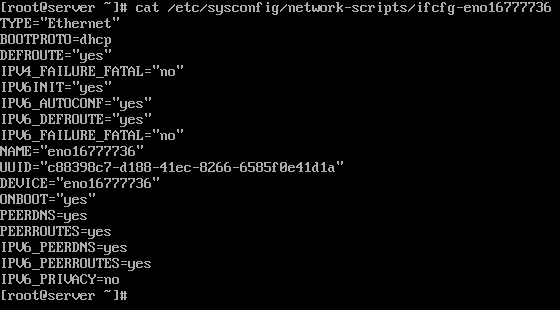 [root@server ~]# cat /etc/sysconfig/network-scripts/ifcfg-eno16777736
TYPE="Ethernet"
BOOTPROTO=dhcp
DEFROUTE="yes"
IPV4_FAILURE_FATAL="no"
IPV6INIT="yes"
IPV6_AUTOCONF="yes"
IPV6_DEFROUTE="yes"
IPV6_FAILURE_FATAL="no"
NAME="eno16777736"
UUID="c88398c7-d188-41ec-8266-6585f0e41d1a"
DEVICE="eno16777736"
ONBOOT="yes"
PEERDNS=yes
PEERROUTES=yes
IPV6_PEERDNS=yes
IPV6_PEERROUTES=yes
IPV6_PRIVACY=no
[root@server ~]#